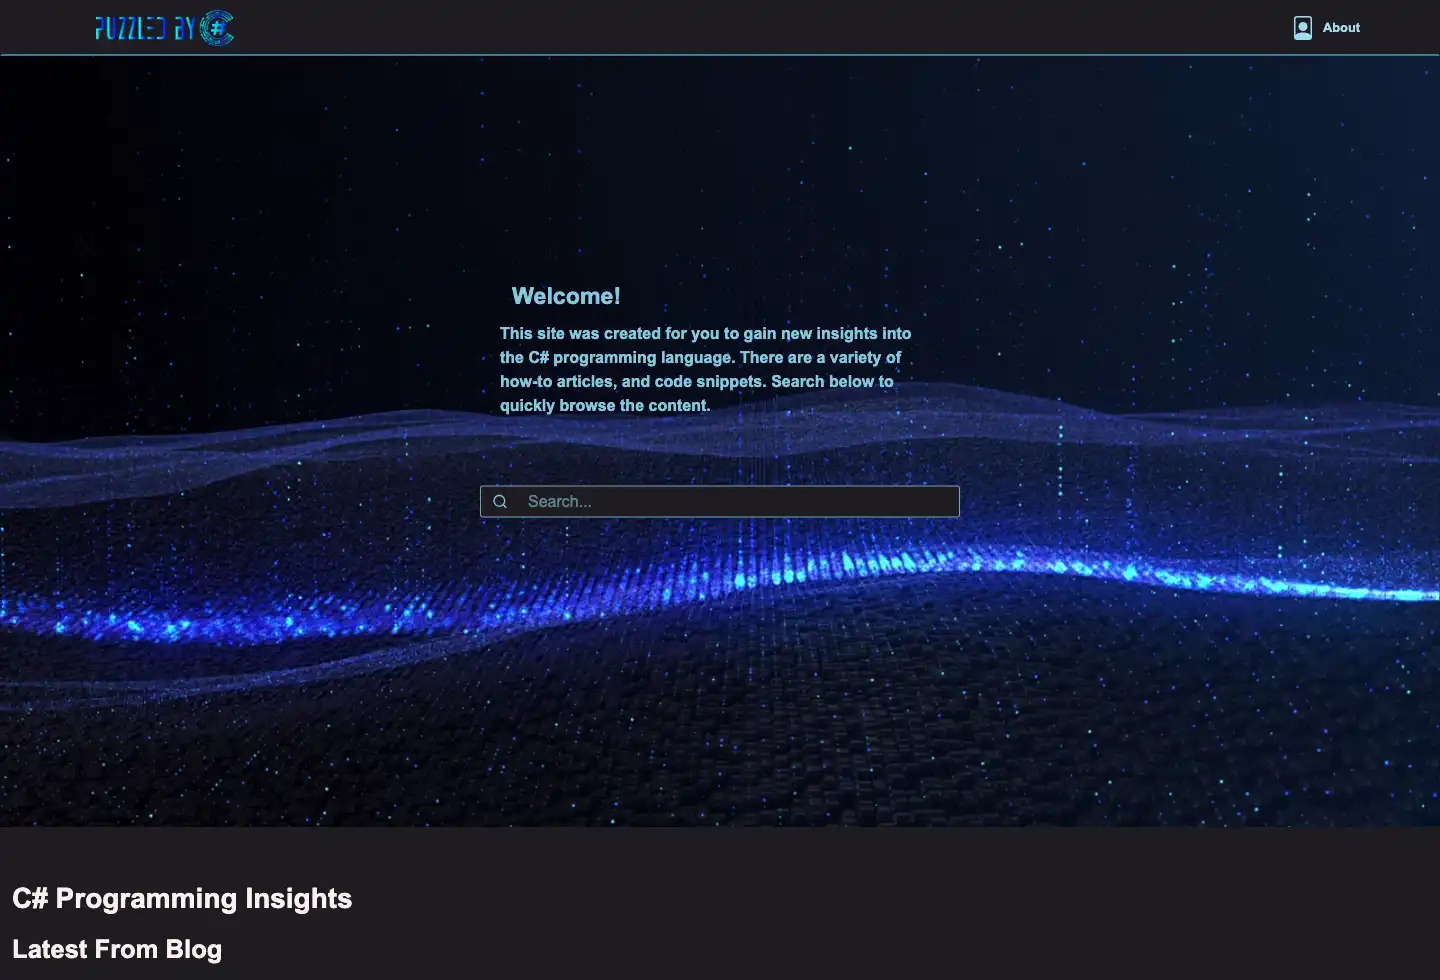 PUZZLED BY C#
About
Welcome!
This site was created for you to gain new insights into
the C# programming language. There are a variety of
how-to articles, and code snippets. Search below to
quickly browse the content.
Search...
C# Programming Insights
Latest From Blog